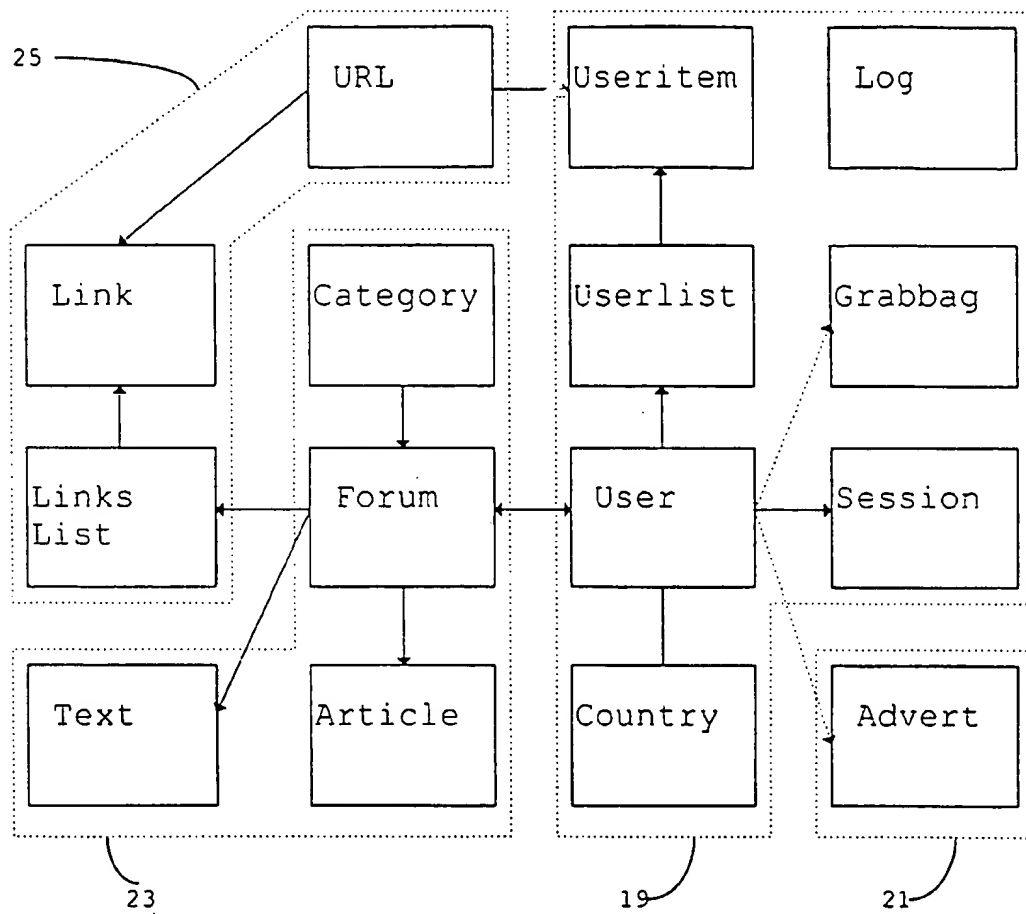 25
URL
Useritem
Log
Link
Category
Userlist
Grabbag
Links
List
Forum
User
Session
Text
Article
Country
Advert
23
19
21